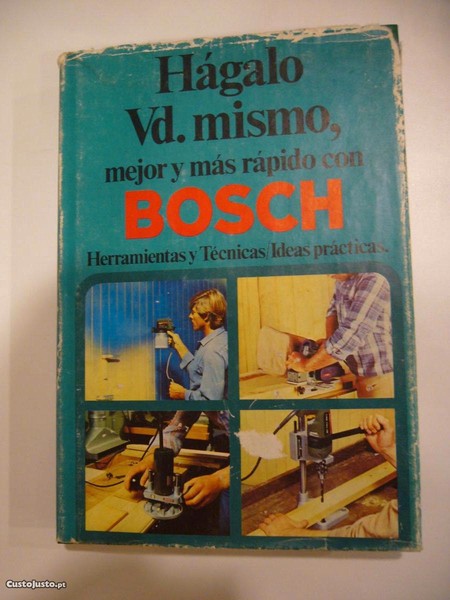 Hágalo
Vd. mismo,
mejor y más rápido con
BOSCH
Herramientas y Técnicas/Ideas prácticas.
CustoJusto.pt